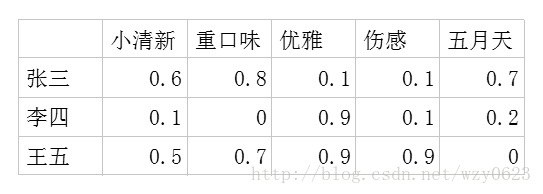 小清新 重口味 优雅 伤感 五月天
张三 0.6 0.8 0.1 0.1 0.7
李四 0.1 0 0.9 0.1 0.2
王五 0.5 0.7 0.9 0.9 0
http://blog.csdn.net/wzy0623